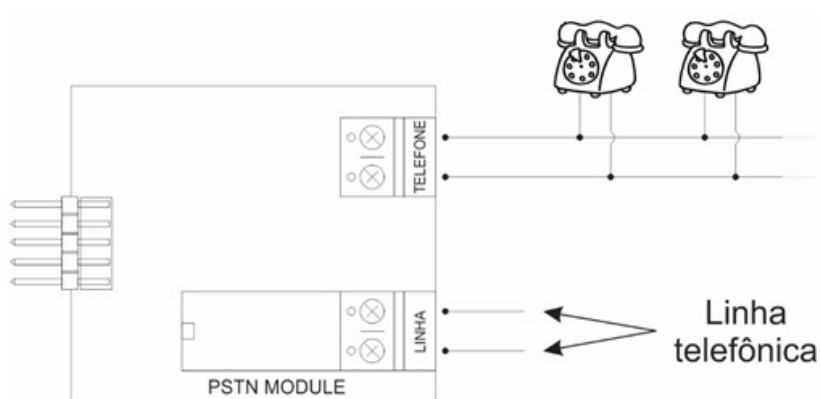 TELEFONE
LINHA
Linha
telefônica
PSTN MODULE